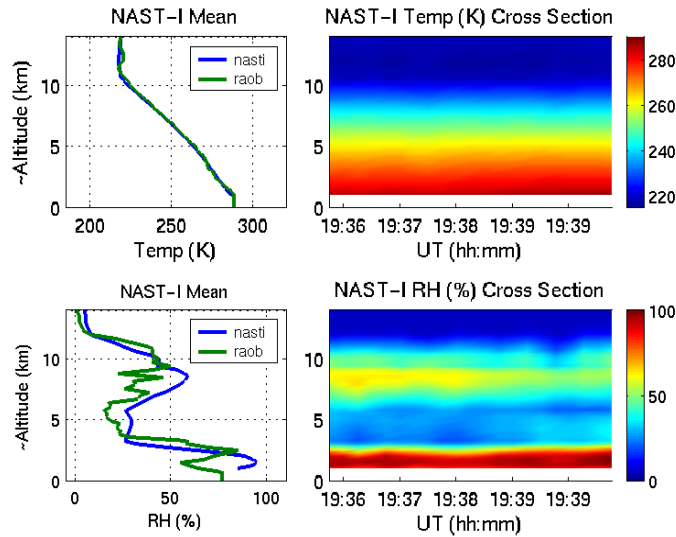 NAST-I Mean
nasti
raob
~Altitude (km)
10
5
0
200
250
300
Temp (K)
NAST-I Temp (K) Cross Section
19:36 19:37 19:38 19:39 19:39
UT (hh:mm)
280
260
240
220
NAST-I Mean
nasti
raob
~Altitude (km)
10
5
0
0
50
100
RH (%)
NAST-I RH (%) Cross Section
10
5
0
19:36 19:37 19:38 19:39 19:39
UT (hh:mm)
100
50
0